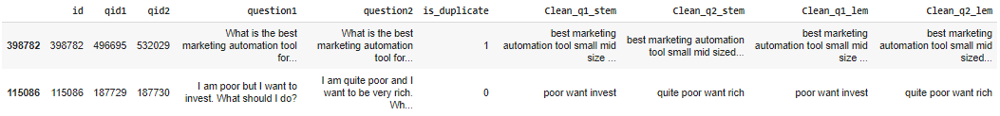 id qid1 qid2 question1 question2 is_duplicate Clean_q1_stem Clean_q2_stem Clean_q1_lem Clean_q2_lem
398782 398782 496695 532029 What is the best marketing automation tool for... What is the best marketing automation tool for... 1 best marketing automation tool small mid size ... best marketing automation tool small mid sized... best marketing automation tool small mid size ... best marketing automation tool small mid sized...
115086 115086 187729 187730 I am poor but I want to invest. What should I do? I am quite poor and I want to be very rich. Wh... 0 poor want invest quite poor want rich poor want invest quite poor want rich